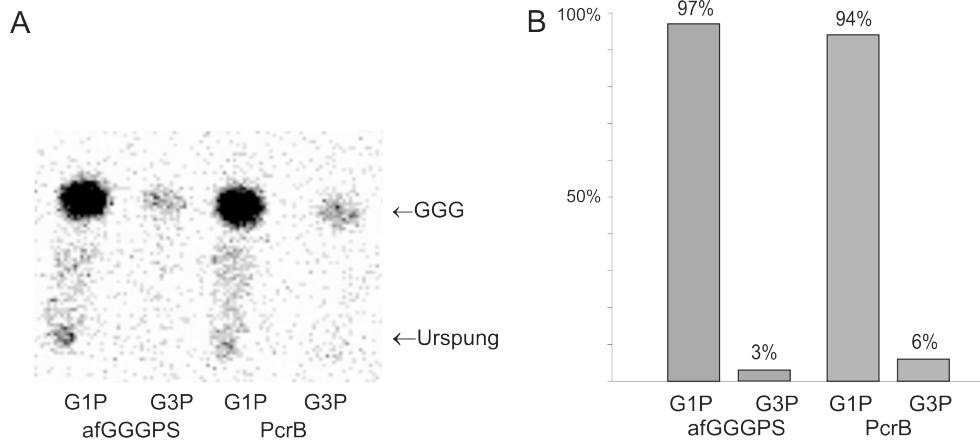 A
←GGG
←Urspung
G1P G3P G1P G3P
afGGGPS PcrB
B
100%
50%
97%
3%
94%
6%
G1P G3P G1P G3P
afGGGPS PcrB